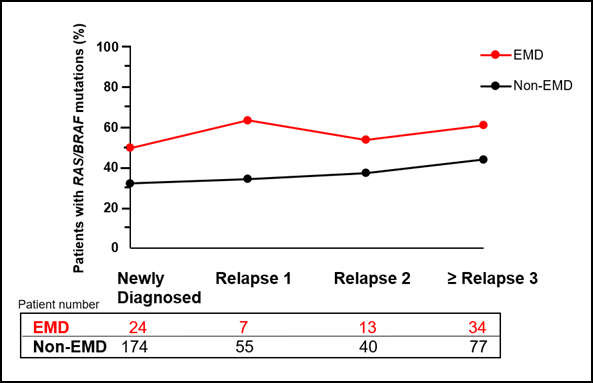 Patients with RAS/BRAF mutations (%)
100
80
60
40
20
0
EMD
Non-EMD
Newly Diagnosed
Relapse 1
Relapse 2
≥ Relapse 3
Patient number
EMD 24 7 13 34
Non-EMD 174 55 40 77